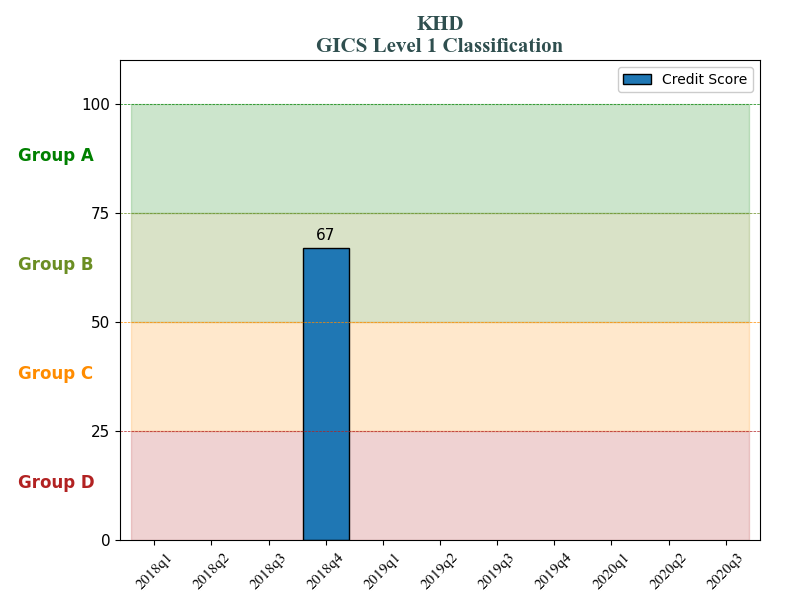 KHD
GICS Level 1 Classification
Credit Score
100
Group A
75
67
Group B
50
Group C
25
Group D
0
2018q1 2018q2 2018q3 2018q4 2019q1 2019q2 2019q3 2019q4 2020q1 2020q2 2020q3